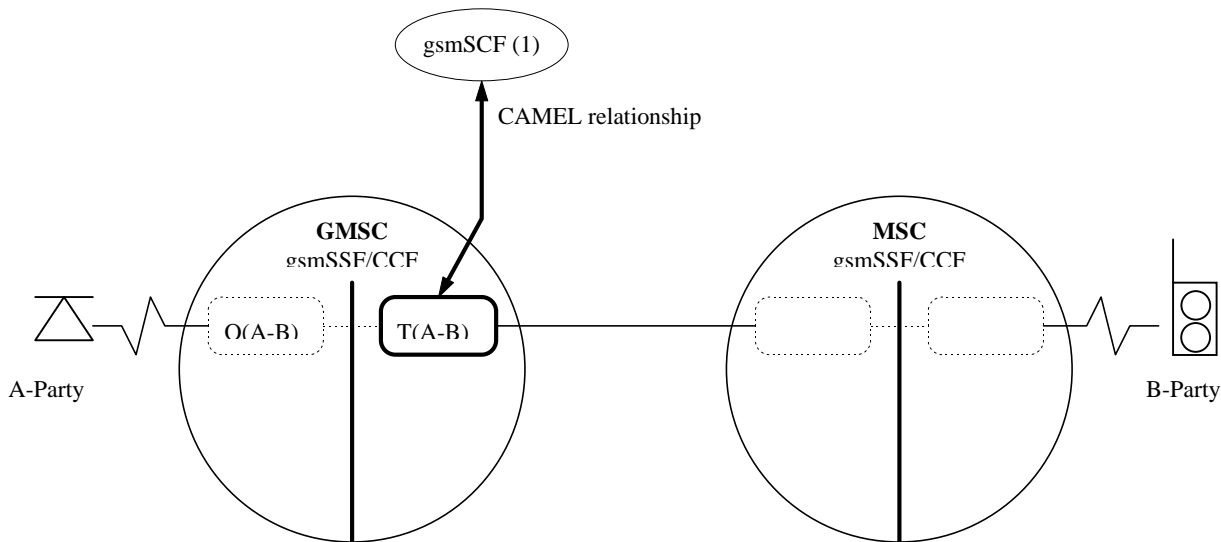 gsmSCF (1)
CAMEL relationship
GMSC
gsmSSF/CCF
MSC
gsmSSF/CCF
O(A-B)
T(A-B)
A-Party
B-Party